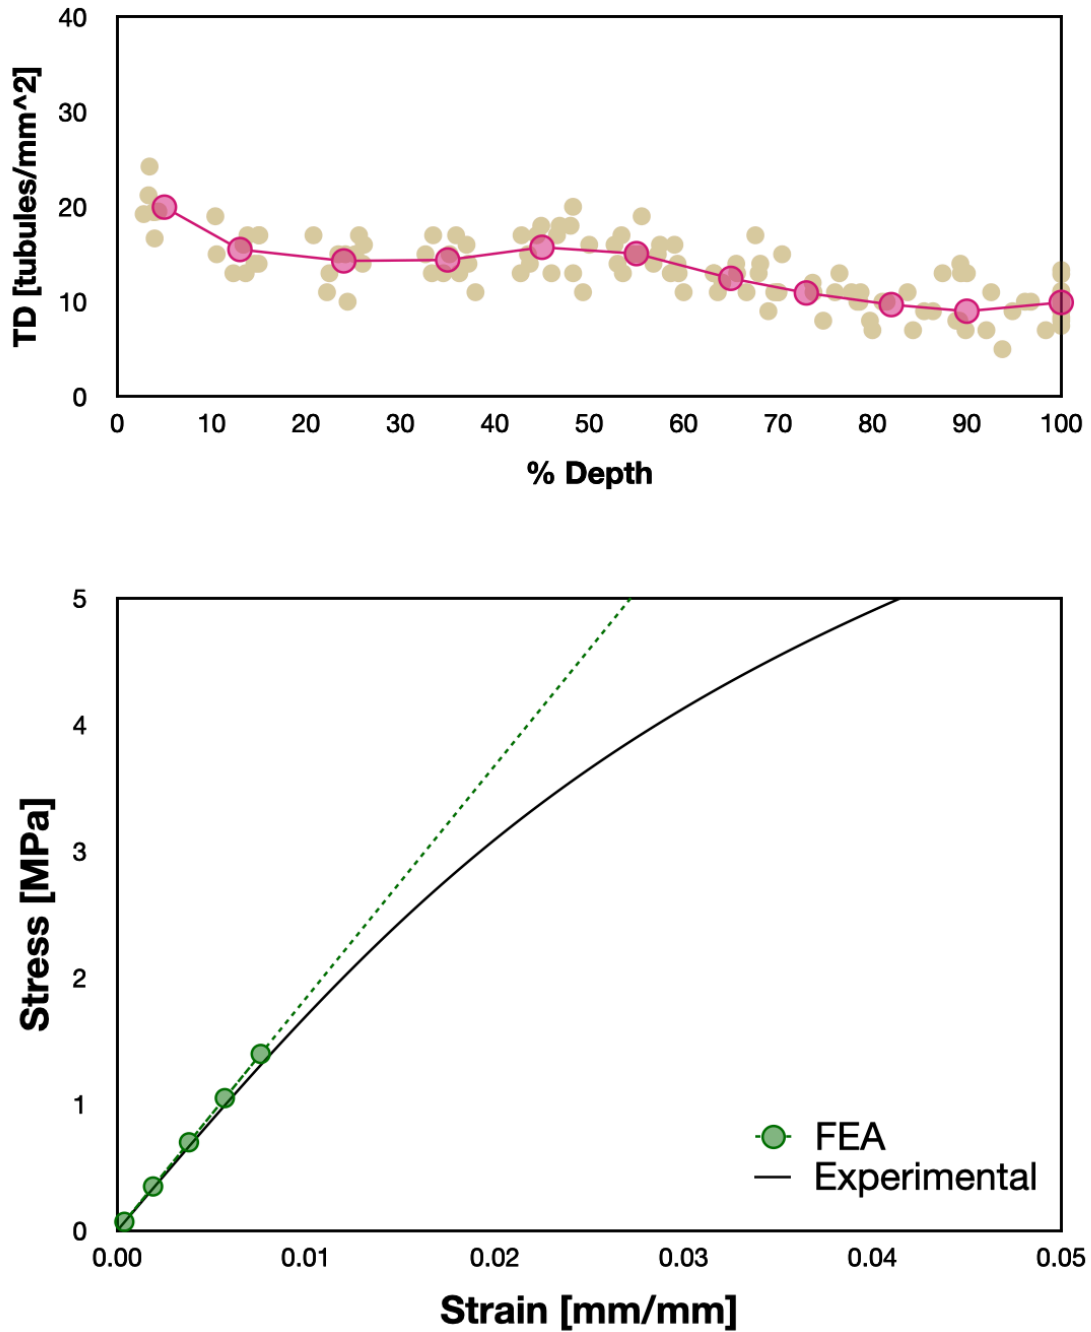 40
30
20
10
0
TD [tubules/mm^2]
0 10 20 30 40 50 60 70 80 90 100
% Depth
5
4
3
2
1
0
Stress [MPa]
FEA
Experimental
0.00 0.01 0.02 0.03 0.04 0.05
Strain [mm/mm]